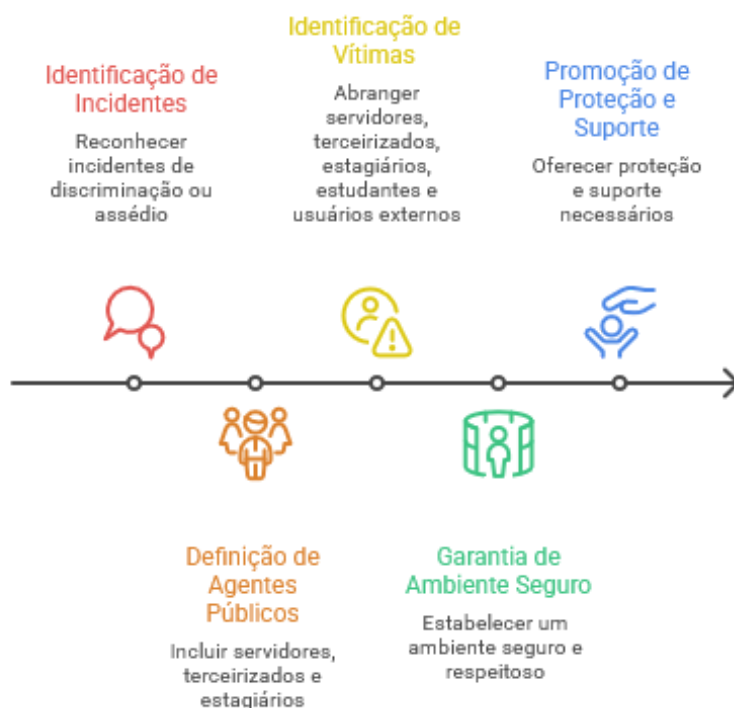 Identificação de
Incidentes
Reconhecer
incidentes de
discriminação ou
assédio
Definição de
Agentes
Públicos
Incluir servidores,
terceirizados e
estagiários
Identificação de
Vítimas
Abranger
servidores,
terceirizados,
estagiários,
estudantes e
usuários externos
Garantia de
Ambiente Seguro
Estabelecer um
ambiente seguro e
respeitoso
Promoção de
Proteção e
Suporte
Oferecer proteção
e suporte
necessários